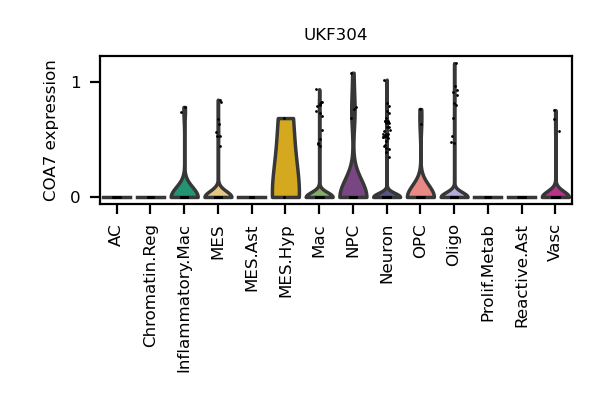 UKF304
COA7 expression
1
0
AC
Chromatin.Reg
Inflammatory.Mac
MES
MES.Ast
MES.Hyp
Mac
NPC
Neuron
OPC
Oligo
Prolif.Metab
Reactive.Ast
Vasc